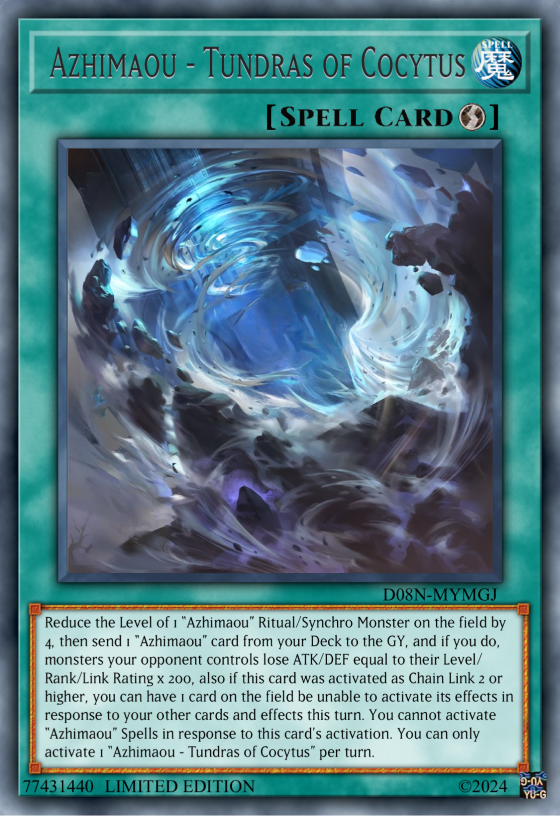 Azhimaou - Tundras of Cocytus
SPELL
魔
[Spell Card]
D08N-MYMGJ
Reduce the Level of 1 "Azhimaou" Ritual/Synchro Monster on the field by
4, then send 1 "Azhimaou" card from your Deck to the GY, and if you do,
monsters your opponent controls lose ATK/DEF equal to their Level/
Rank/Link Rating x 200, also if this card was activated as Chain Link 2 or
higher, you can have 1 card on the field be unable to activate its effects in
response to your other cards and effects this turn. You cannot activate
"Azhimaou" Spells in response to this card's activation. You can only
activate 1 "Azhimaou - Tundras of Cocytus" per turn.
77431440 LIMITED EDITION ©2024
YU-G
YU-G